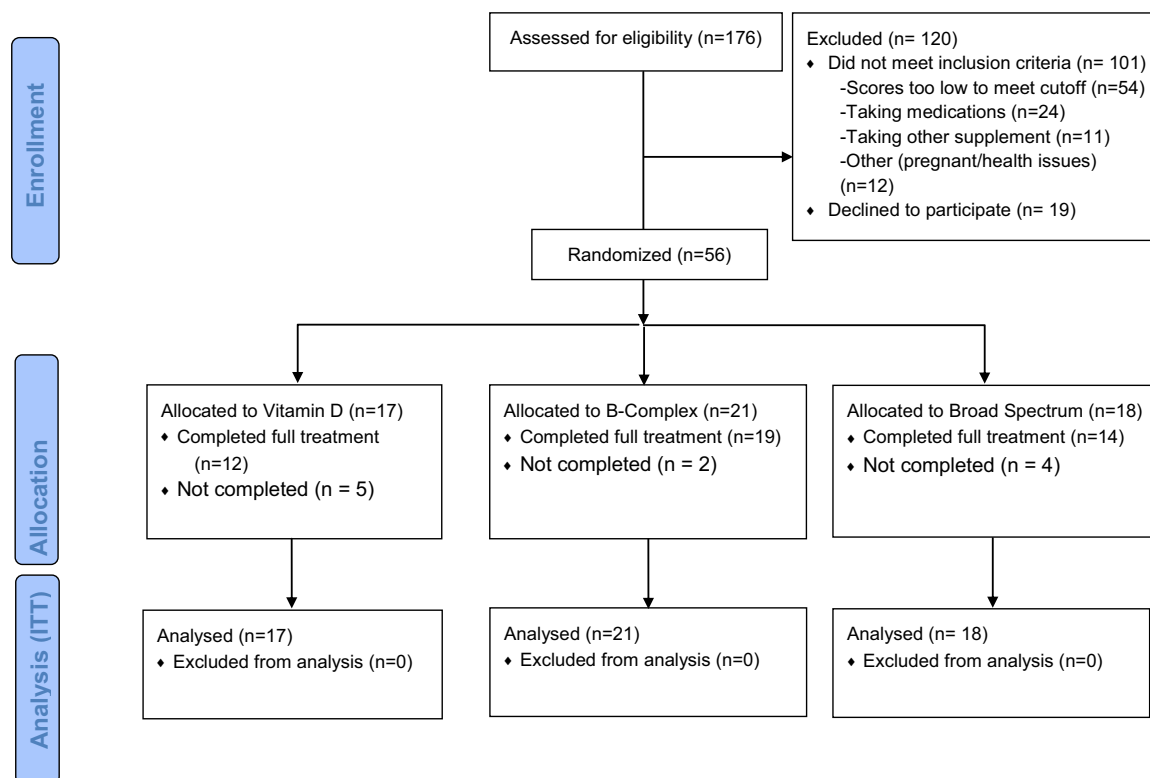 Enrollment
Assessed for eligibility (n=176)
Excluded (n= 120)
♦ Did not meet inclusion criteria (n= 101)
-Scores too low to meet cutoff (n=54)
-Taking medications (n=24)
-Taking other supplement (n=11)
-Other (pregnant/health issues)
(n=12)
♦ Declined to participate (n= 19)
Randomized (n=56)
Allocation
Allocated to Vitamin D (n=17)
♦ Completed full treatment
(n=12)
♦ Not completed (n = 5)
Allocated to B-Complex (n=21)
♦ Completed full treatment (n=19)
♦ Not completed (n = 2)
Allocated to Broad Spectrum (n=18)
♦ Completed full treatment (n=14)
♦ Not completed (n = 4)
Analysis (ITT)
Analysed (n=17)
♦ Excluded from analysis (n=0)
Analysed (n=21)
♦ Excluded from analysis (n=0)
Analysed (n= 18)
♦ Excluded from analysis (n=0)